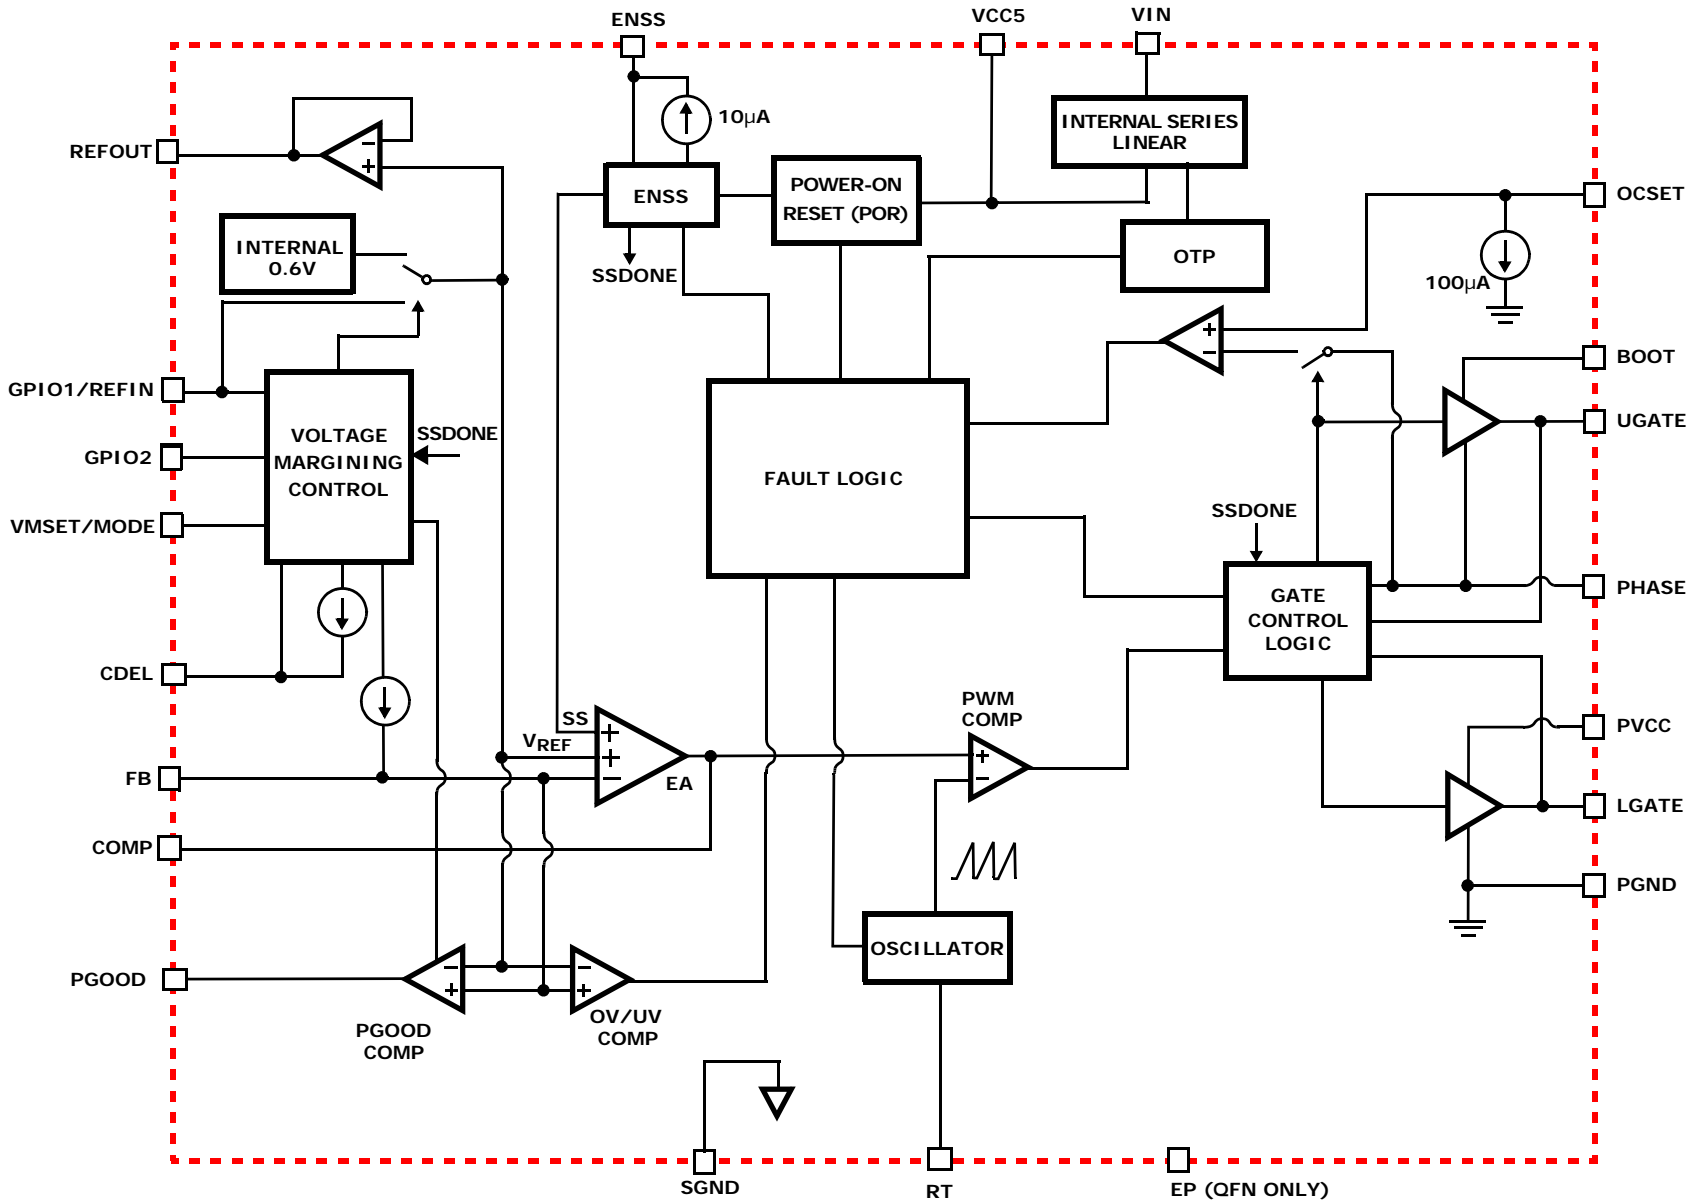 ENSS
VCC5
VIN
10µA
INTERNAL SERIES
LINEAR
REFOUT
−
+
ENSS
POWER-ON
RESET (POR)
OCSET
INTERNAL
0.6V
SSDONE
OTP
100µA
+
−
BOOT
GPIO1/REFIN
UGATE
VOLTAGE
MARGINING
CONTROL
SSDONE
GPIO2
FAULT LOGIC
VMSET/MODE
SSDONE
GATE
CONTROL
LOGIC
PHASE
CDEL
PWM
COMP
SS
+
VREF
+
−
EA
+
−
PVCC
FB
LGATE
COMP
PGND
OSCILLATOR
PGOOD
−
+
−
+
PGOOD
COMP
OV/UV
COMP
SGND
RT
EP (QFN ONLY)